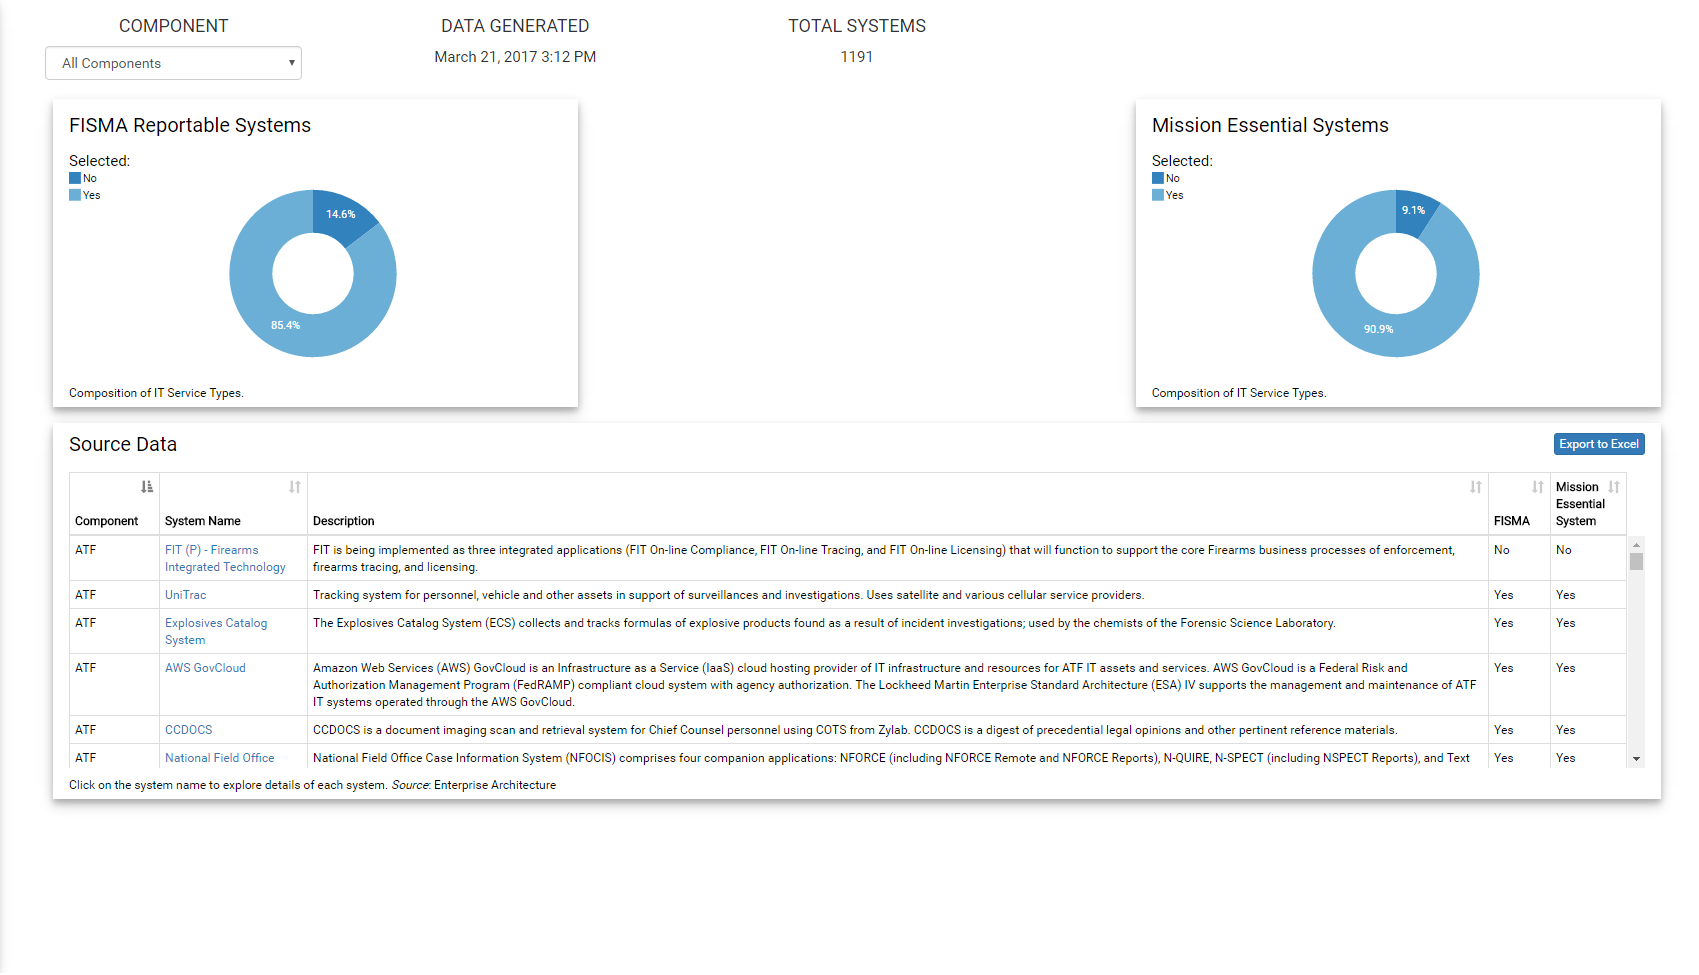 COMPONENT
All Components
DATA GENERATED
March 21, 2017 3:12 PM
TOTAL SYSTEMS
1191
FISMA Reportable Systems
Selected:
No
Yes
14.6%
85.4%
Composition of IT Service Types.
Mission Essential Systems
Selected:
No
Yes
9.1%
90.9%
Composition of IT Service Types.
Source Data
Export to Excel
Component
System Name
Description
FISMA
Mission
Essential
System
ATF
FIT (P) - Firearms
Integrated Technology
FIT is being implemented as three integrated applications (FIT On-line Compliance, FIT On-line Tracing, and FIT On-line Licensing) that will function to support the core Firearms business processes of enforcement,
firearms tracing, and licensing.
No
No
ATF
UniTrac
Tracking system for personnel, vehicle and other assets in support of surveillances and investigations. Uses satellite and various cellular service providers.
Yes
Yes
ATF
Explosives Catalog
System
The Explosives Catalog System (ECS) collects and tracks formulas of explosive products found as a result of incident investigations; used by the chemists of the Forensic Science Laboratory.
Yes
Yes
ATF
AWS GovCloud
Amazon Web Services (AWS) GovCloud is an Infrastructure as a Service (IaaS) cloud hosting provider of IT infrastructure and resources for ATF IT assets and services. AWS GovCloud is a Federal Risk and
Authorization Management Program (FedRAMP) compliant cloud system with agency authorization. The Lockheed Martin Enterprise Standard Architecture (ESA) IV supports the management and maintenance of ATF
IT systems operated through the AWS GovCloud.
Yes
Yes
ATF
CCDOCS
CCDOCS is a document imaging scan and retrieval system for Chief Counsel personnel using COTS from Zylab. CCDOCS is a digest of precedential legal opinions and other pertinent reference materials.
Yes
Yes
ATF
National Field Office
National Field Office Case Information System (NFOCIS) comprises four companion applications: NFORCE (including NFORCE Remote and NFORCE Reports), N-QUIRE, N-SPECT (including NSPECT Reports), and Text
Yes
Yes
Click on the system name to explore details of each system. Source: Enterprise Architecture